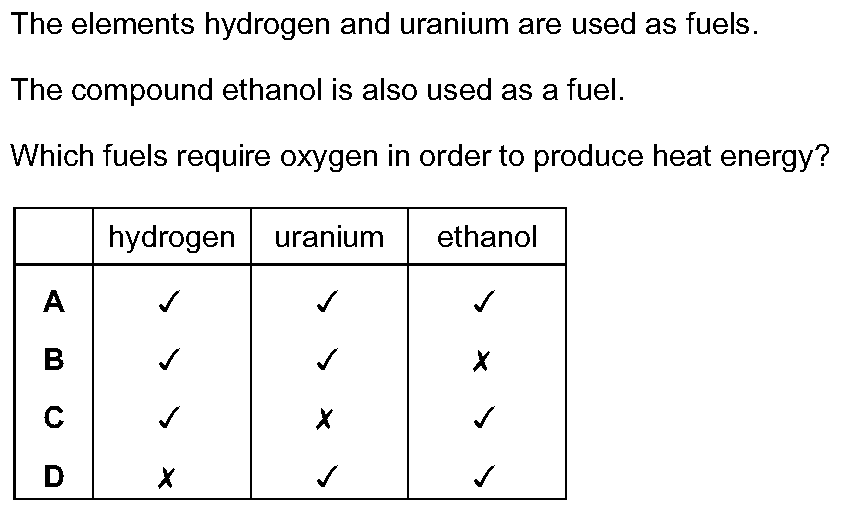 The elements hydrogen and uranium are used as fuels.
The compound ethanol is also used as a fuel.
Which fuels require oxygen in order to produce heat energy?
hydrogen uranium ethanol
A ✓ ✓ ✓
B ✓ ✓ ✗
C ✓ ✗ ✓
D ✗ ✓ ✓